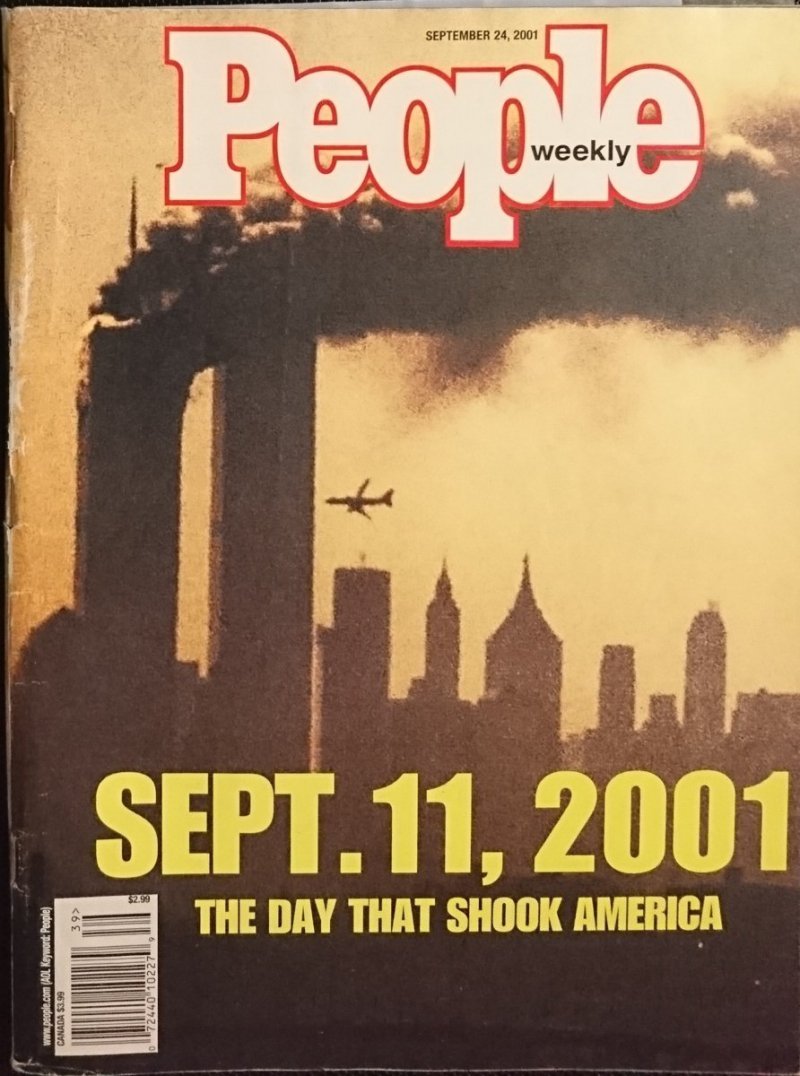 SEPTEMBER 24, 2001
People
weekly
SEPT. 11, 2001
THE DAY THAT SHOOK AMERICA
www.people.com (AOL Keyword: People)
CANADA $3.99
$2.99
39>
0 72440 10227 9